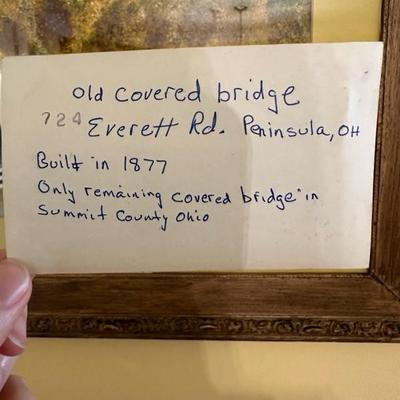 old covered bridge
724 Everett Rd. Peninsula, OH
Built in 1877
Only remaining covered bridge in
Summit County Ohio